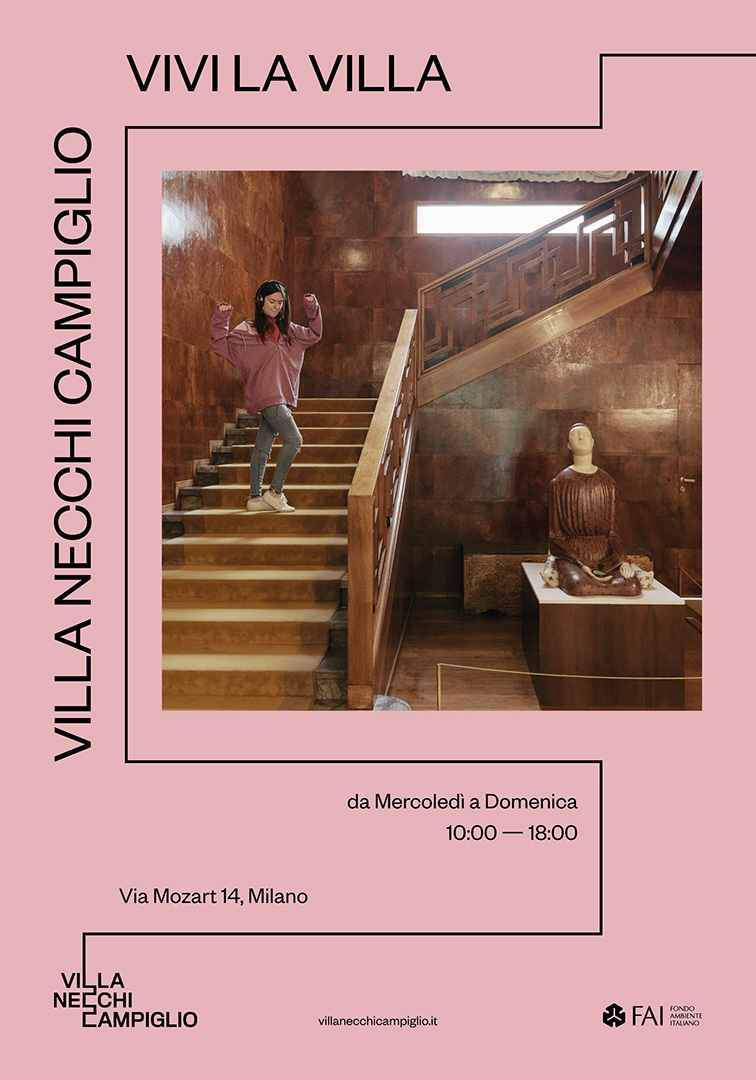 VIVI LA VILLA
VILLA NECCHI CAMPIGLIO
da Mercoledì a Domenica
10:00 — 18:00
Via Mozart 14, Milano
VILLA
NECCHI
CAMPIGLIO
villanecchicampiglio.it
FAI
FONDO
AMBIENTE
ITALIANO